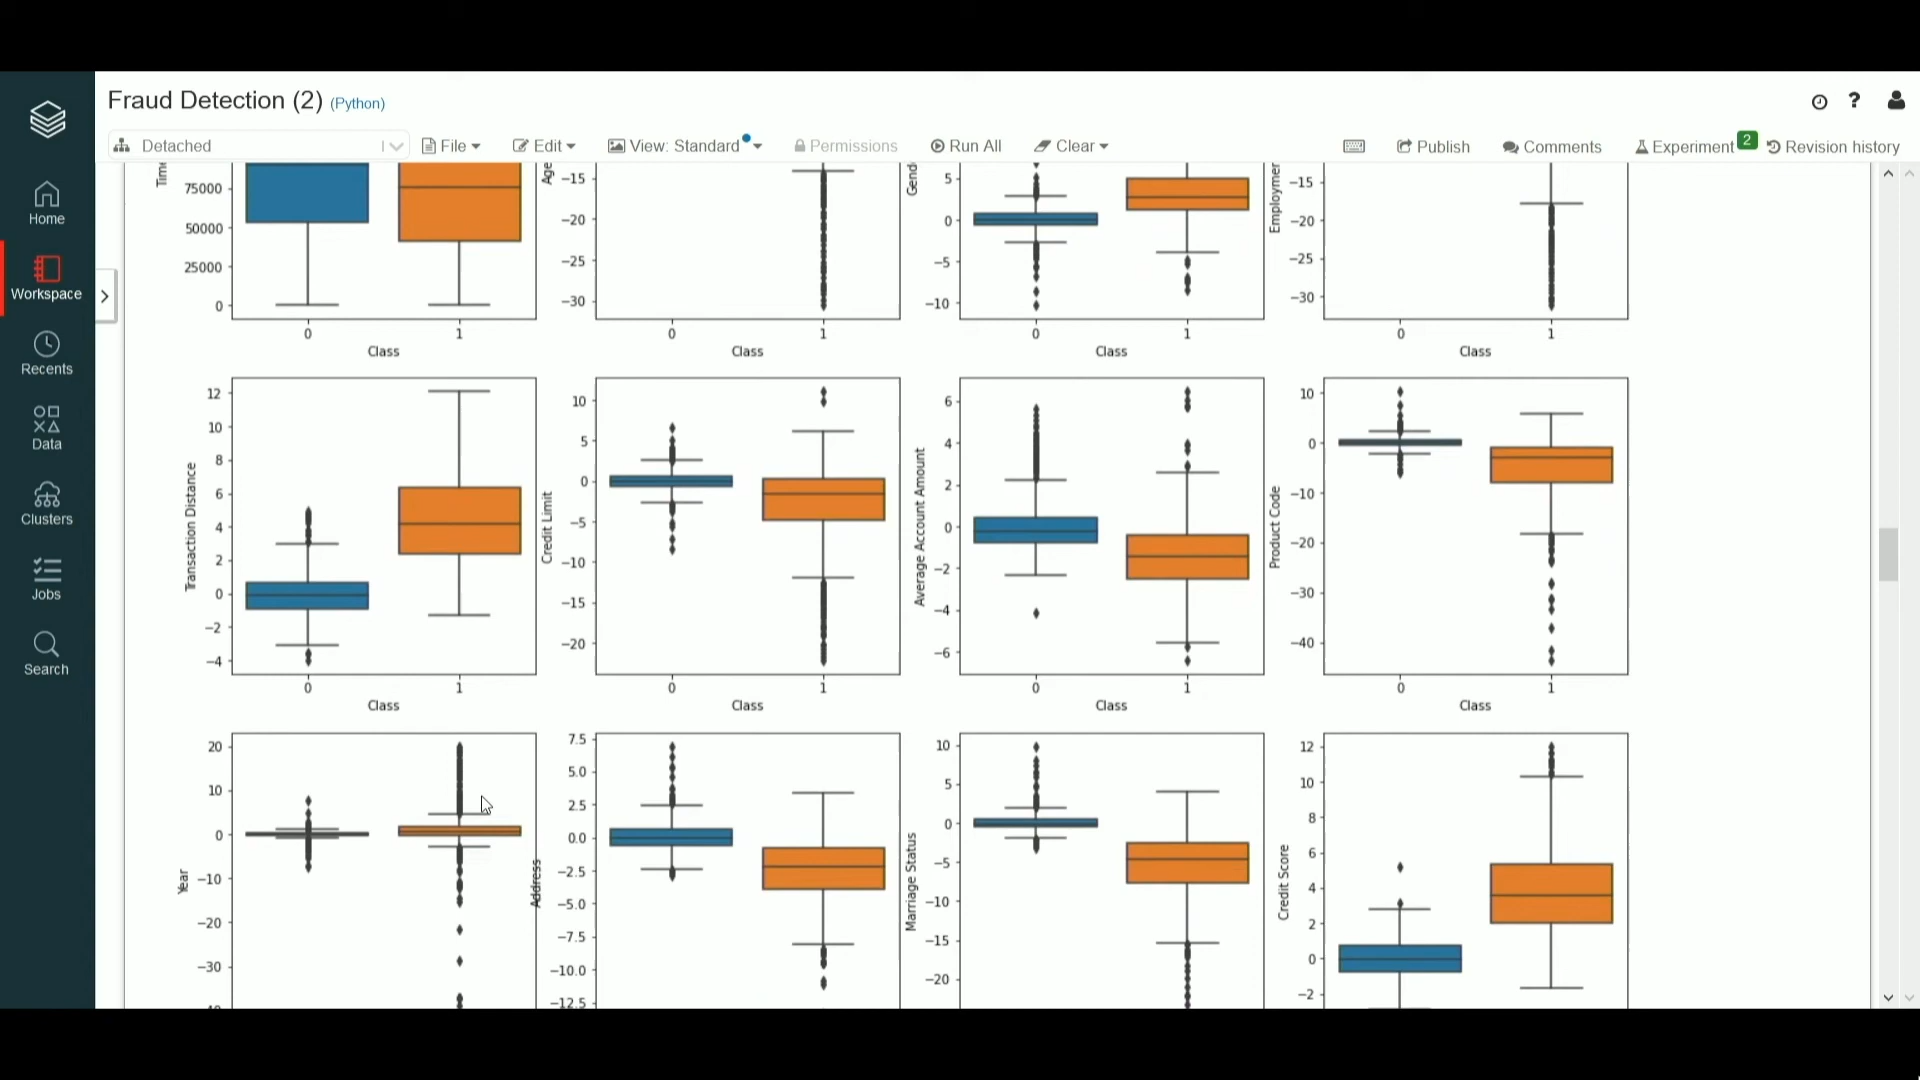 Fraud Detection (2) (Python)
Detached
File
Edit
View: Standard
Permissions
Run All
Clear
Publish
Comments
Experiment 2
Revision history
Home
Workspace
Recents
Data
Clusters
Jobs
Search
75000
50000
25000
0
0 1
Class
−15
−20
−25
−30
0 1
Class
5
0
−5
−10
0 1
Class
−15
−20
−25
−30
0 1
Class
Transaction Distance
12
10
8
6
4
2
0
−2
−4
0 1
Class
Credit Limit
10
5
0
−5
−10
−15
−20
0 1
Class
Average Account Amount
6
4
2
0
−2
−4
−6
0 1
Class
Product Code
10
0
−10
−20
−30
−40
0 1
Class
Year
20
10
0
−10
−20
−30
Address
7.5
5.0
2.5
0.0
−2.5
−5.0
−7.5
−10.0
−12.5
Marriage Status
10
5
0
−5
−10
−15
−20
Credit Score
12
10
8
6
4
2
0
−2